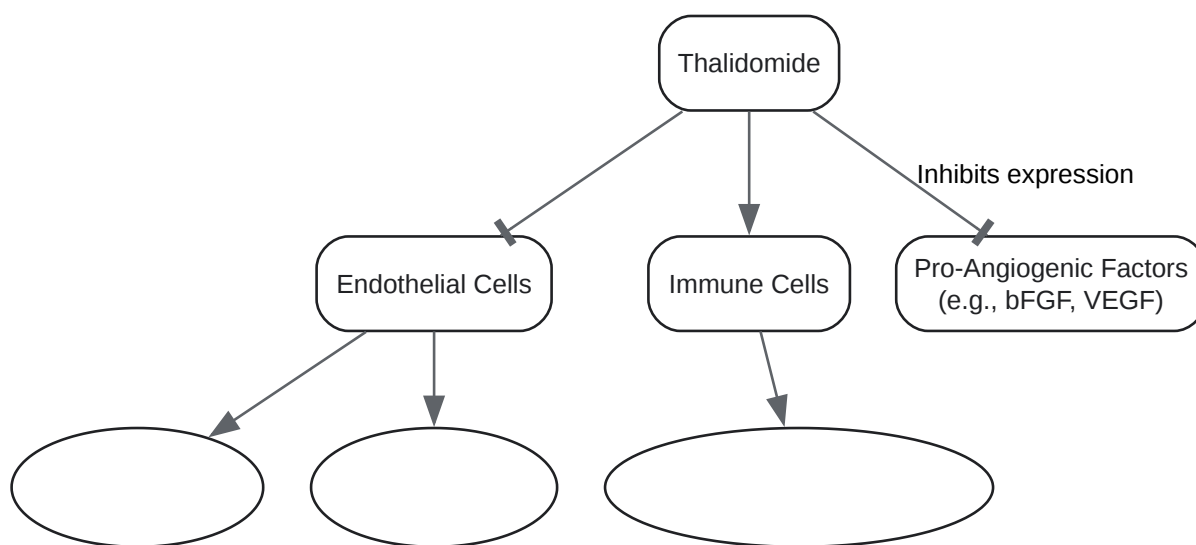 Thalidomide
Inhibits expression
Endothelial Cells
Immune Cells
Pro-Angiogenic Factors
(e.g., bFGF, VEGF)